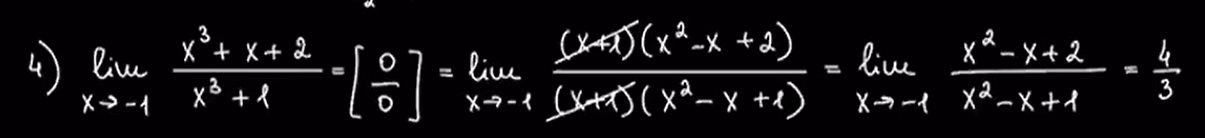 4) lim x→-1 (x³+x+2)/(x³+1) = [0/0] = lim x→-1 ((x+1)(x²-x+2))/((x+1)(x²-x+1)) = lim x→-1 (x²-x+2)/(x²-x+1) = 4/3